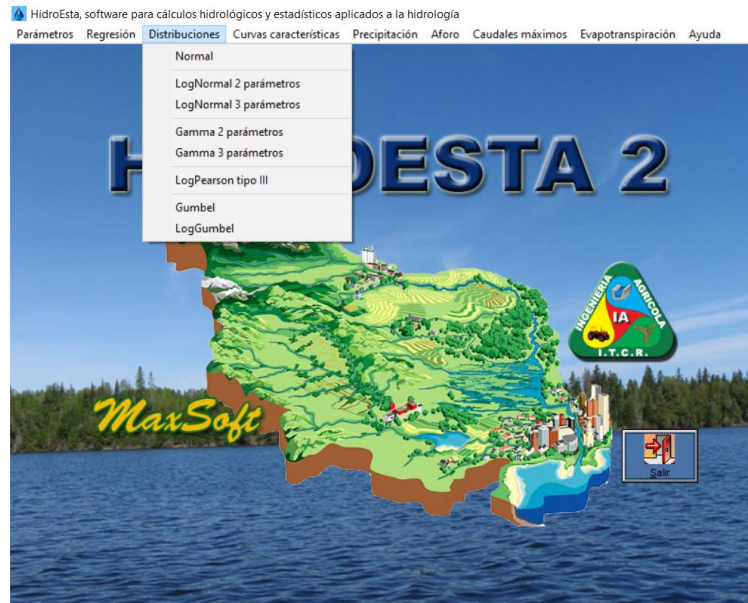 HidroEsta, software para cálculos hidrológicos y estadísticos aplicados a la hidrología
Parámetros Regresión Distribuciones Curvas características Precipitación Aforo Caudales máximos Evapotranspiración Ayuda
Normal
LogNormal 2 parámetros
LogNormal 3 parámetros
Gamma 2 parámetros
Gamma 3 parámetros
LogPearson tipo III
Gumbel
LogGumbel
H ESTA 2
INGENIERIA AGRICOLA
IA
I.T.C.R.
MaxSoft
Salir